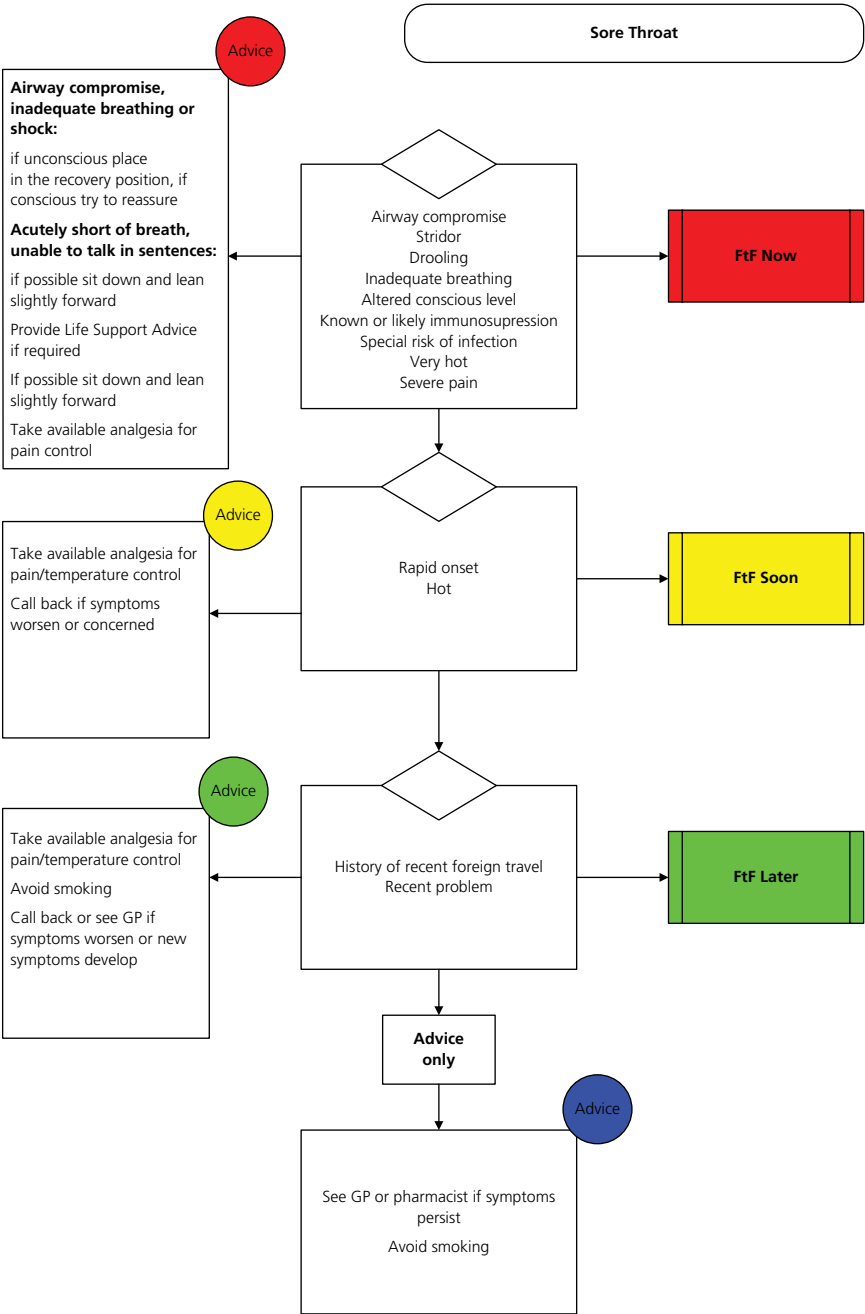 Sore Throat
Advice
Airway compromise,
inadequate breathing or
shock:
if unconscious place
in the recovery position, if
conscious try to reassure
Acutely short of breath,
unable to talk in sentences:
if possible sit down and lean
slightly forward
Provide Life Support Advice
if required
If possible sit down and lean
slightly forward
Take available analgesia for
pain control
Airway compromise
Stridor
Drooling
Inadequate breathing
Altered conscious level
Known or likely immunosupression
Special risk of infection
Very hot
Severe pain
FtF Now
Advice
Take available analgesia for
pain/temperature control
Call back if symptoms
worsen or concerned
Rapid onset
Hot
FtF Soon
Advice
Take available analgesia for
pain/temperature control
Avoid smoking
Call back or see GP if
symptoms worsen or new
symptoms develop
History of recent foreign travel
Recent problem
FtF Later
Advice
only
Advice
See GP or pharmacist if symptoms
persist
Avoid smoking